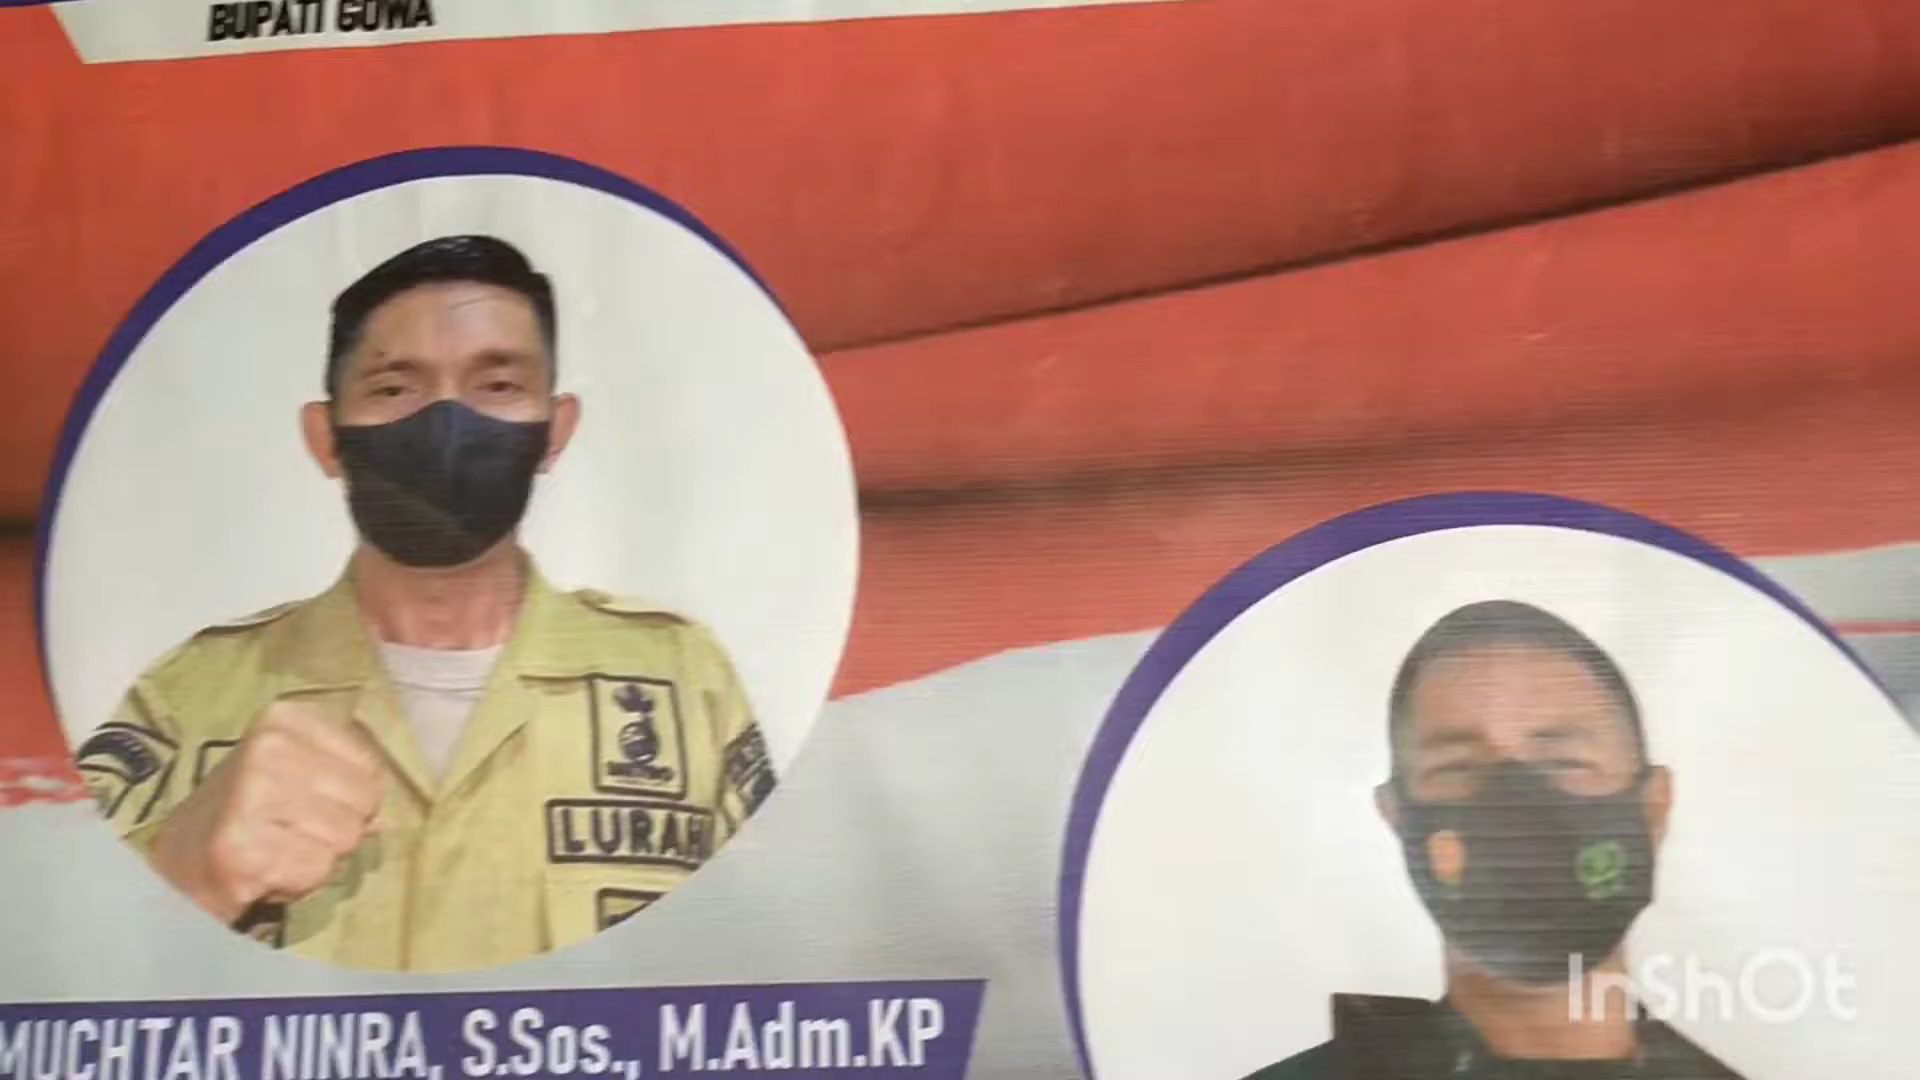 BUPATI GOWA
LURAH
MUCHTAR NINRA, S.Sos., M.Adm.KP
InShOt